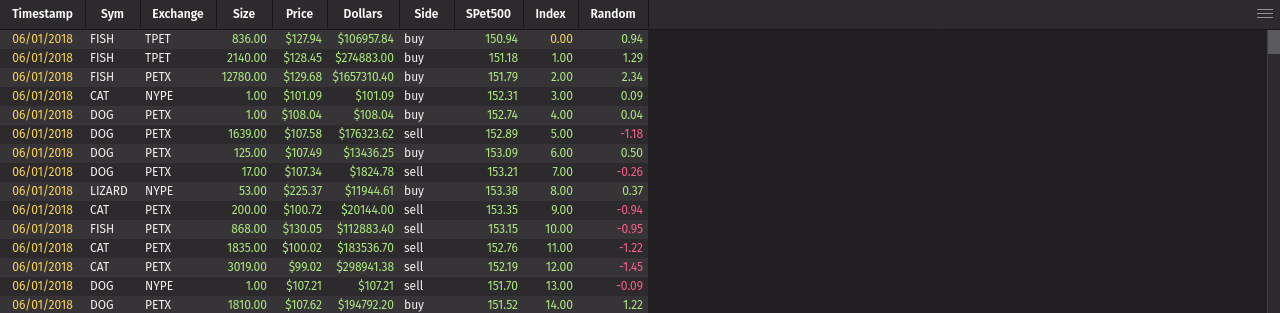 Timestamp Sym Exchange Size Price Dollars Side SPet500 Index Random
06/01/2018 FISH TPET 836.00 $127.94 $106957.84 buy 150.94 0.00 0.94
06/01/2018 FISH TPET 2140.00 $128.45 $274883.00 buy 151.18 1.00 1.29
06/01/2018 FISH PETX 12780.00 $129.68 $1657310.40 buy 151.79 2.00 2.34
06/01/2018 CAT NYPE 1.00 $101.09 $101.09 buy 152.31 3.00 0.09
06/01/2018 DOG PETX 1.00 $108.04 $108.04 buy 152.74 4.00 0.04
06/01/2018 DOG PETX 1639.00 $107.58 $176323.62 sell 152.89 5.00 -1.18
06/01/2018 DOG PETX 125.00 $107.49 $13436.25 buy 153.09 6.00 0.50
06/01/2018 DOG PETX 17.00 $107.34 $1824.78 sell 153.21 7.00 -0.26
06/01/2018 LIZARD NYPE 53.00 $225.37 $11944.61 buy 153.38 8.00 0.37
06/01/2018 CAT PETX 200.00 $100.72 $20144.00 sell 153.35 9.00 -0.94
06/01/2018 FISH PETX 868.00 $130.05 $112883.40 sell 153.15 10.00 -0.95
06/01/2018 CAT PETX 1835.00 $100.02 $183536.70 sell 152.76 11.00 -1.22
06/01/2018 CAT PETX 3019.00 $99.02 $298941.38 sell 152.19 12.00 -1.45
06/01/2018 DOG NYPE 1.00 $107.21 $107.21 sell 151.70 13.00 -0.09
06/01/2018 DOG PETX 1810.00 $107.62 $194792.20 buy 151.52 14.00 1.22